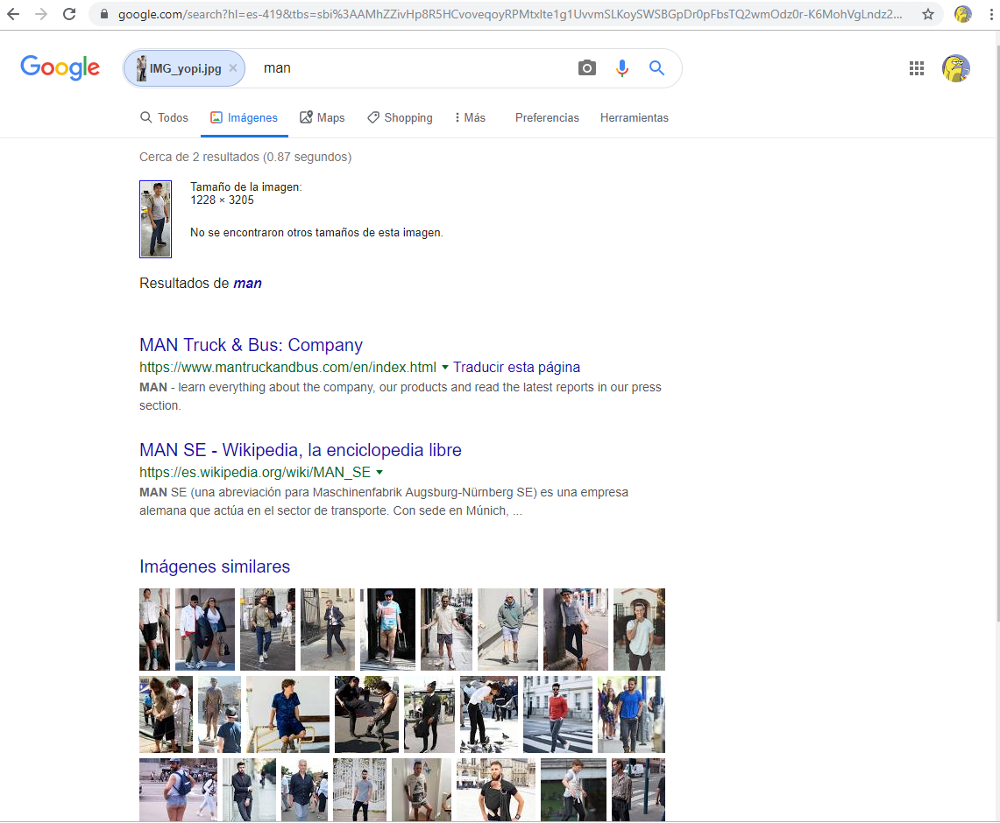 google.com/search?hl=es-419&tbs=sbi%3AAMhZZivHp8R5HCvoveqoyRPMtxIte1g1UvvmSLKoySWSBGpDr0pFbsTQ2wmOdz0r-K6MohVgLndz2...
Google
IMG_yopi.jpg × man
Todos Imágenes Maps Shopping Más Preferencias Herramientas
Cerca de 2 resultados (0.87 segundos)
Tamaño de la imagen:
1228 × 3205
No se encontraron otros tamaños de esta imagen.
Resultados de man
MAN Truck & Bus: Company
https://www.mantruckandbus.com/en/index.html Traducir esta página
MAN - learn everything about the company, our products and read the latest reports in our press
section.
MAN SE - Wikipedia, la enciclopedia libre
https://es.wikipedia.org/wiki/MAN_SE
MAN SE (una abreviación para Maschinenfabrik Augsburg-Nürnberg SE) es una empresa
alemana que actúa en el sector de transporte. Con sede en Múnich, ...
Imágenes similares